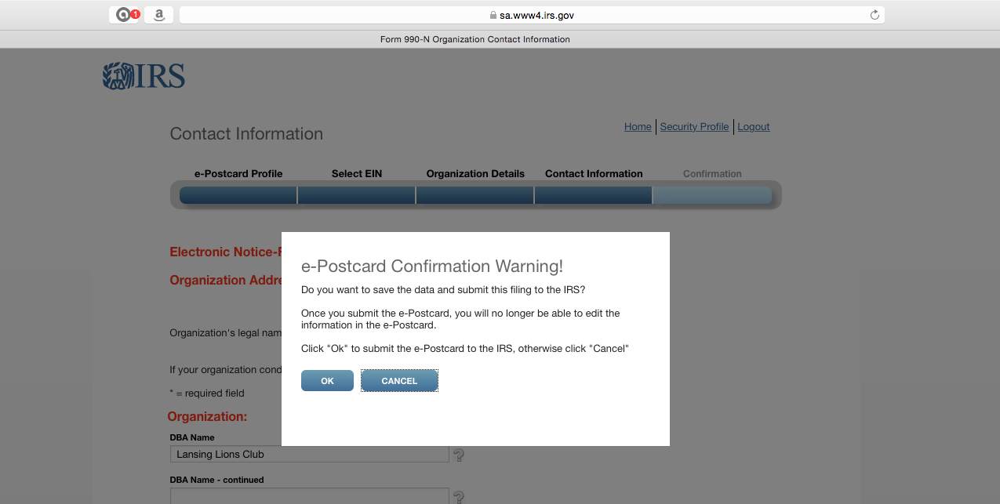 1
a
sa.www4.irs.gov
Form 990-N Organization Contact Information
IRS
Contact Information
Home
Security Profile
Logout
e-Postcard Profile
Select EIN
Organization Details
Contact Information
Confirmation
Electronic Notice-
Organization Addre
e-Postcard Confirmation Warning!
Do you want to save the data and submit this filing to the IRS?
Once you submit the e-Postcard, you will no longer be able to edit the
information in the e-Postcard.
Click "Ok" to submit the e-Postcard to the IRS, otherwise click "Cancel"
OK
CANCEL
Organization's legal nam
If your organization cond
* = required field
Organization:
DBA Name
Lansing Lions Club
?
DBA Name - continued
?